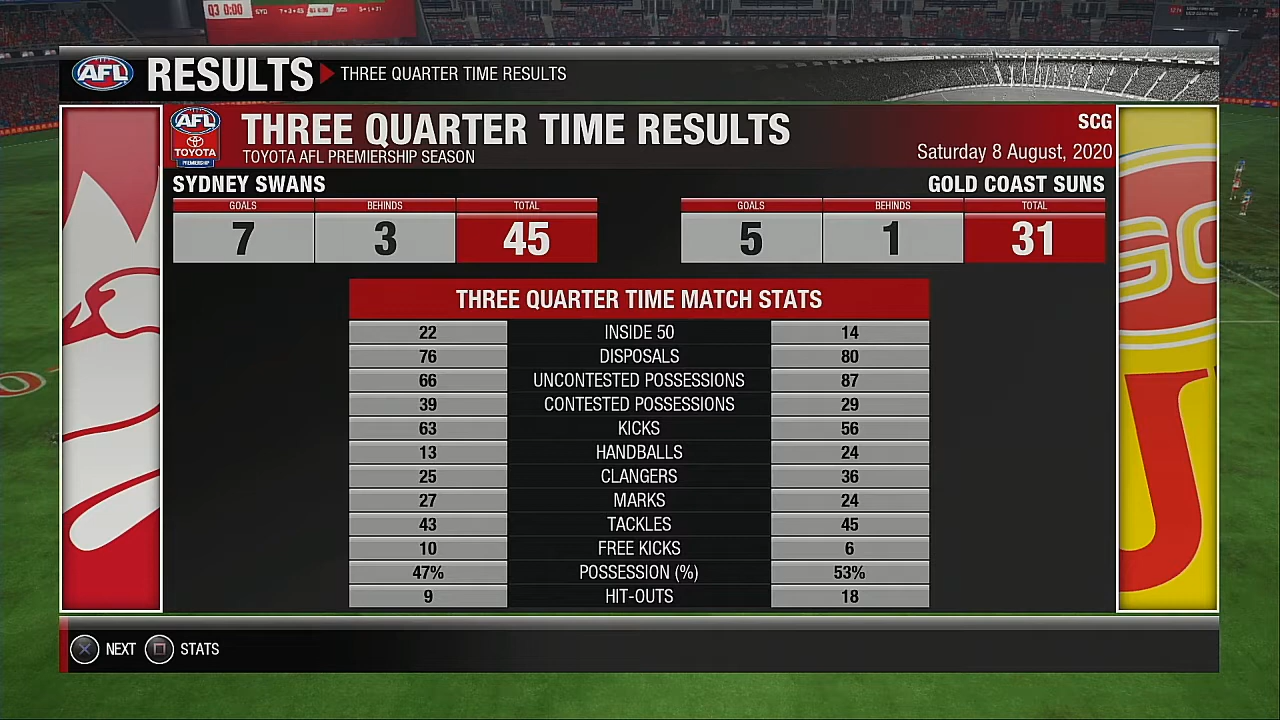 Q3 0:00
AFL RESULTS THREE QUARTER TIME RESULTS
AFL
TOYOTA
PREMIERSHIP
THREE QUARTER TIME RESULTS
TOYOTA AFL PREMIERSHIP SEASON
SCG
Saturday 8 August, 2020
SYDNEY SWANS
GOLD COAST SUNS
GOALS BEHINDS TOTAL
7 3 45
GOALS BEHINDS TOTAL
5 1 31
THREE QUARTER TIME MATCH STATS
22 INSIDE 50 14
76 DISPOSALS 80
66 UNCONTESTED POSSESSIONS 87
39 CONTESTED POSSESSIONS 29
63 KICKS 56
13 HANDBALLS 24
25 CLANGERS 36
27 MARKS 24
43 TACKLES 45
10 FREE KICKS 6
47% POSSESSION (%) 53%
9 HIT-OUTS 18
NEXT STATS